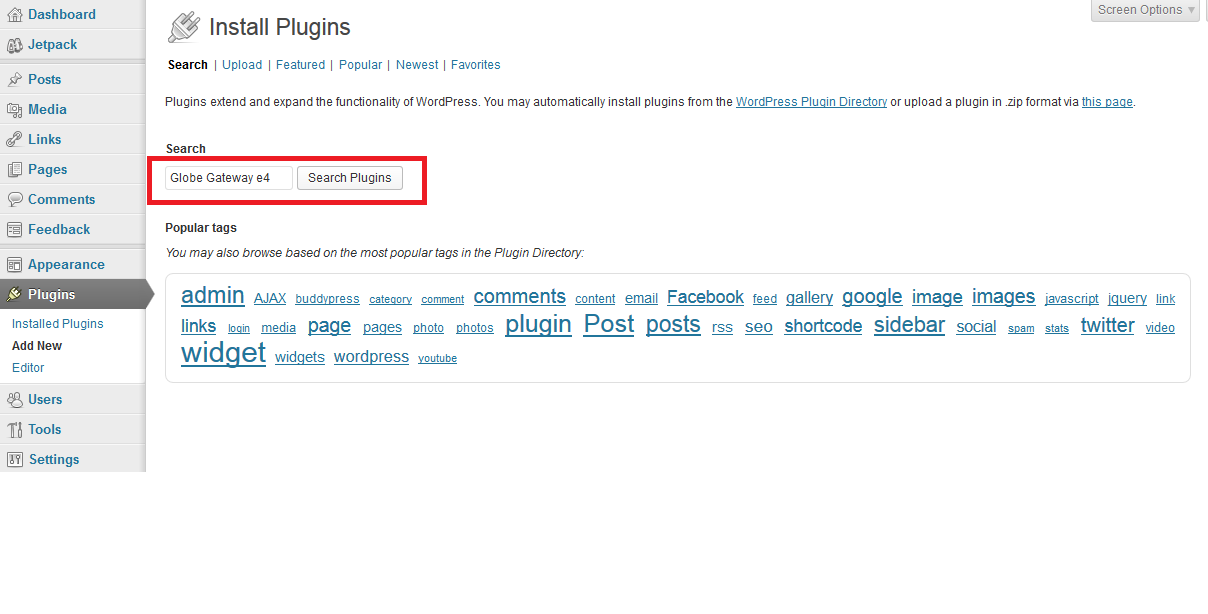 Dashboard
Jetpack
Posts
Media
Links
Pages
Comments
Feedback
Appearance
Plugins
Installed Plugins
Add New
Editor
Users
Tools
Settings
Screen Options ▼
Install Plugins
Search | Upload | Featured | Popular | Newest | Favorites
Plugins extend and expand the functionality of WordPress. You may automatically install plugins from the WordPress Plugin Directory or upload a plugin in .zip format via this page.
Search
Globe Gateway e4 Search Plugins
Popular tags
You may also browse based on the most popular tags in the Plugin Directory:
admin AJAX buddypress category comment comments content email Facebook feed gallery google image images javascript jquery link
links login media page pages photo photos plugin Post posts rss seo shortcode sidebar social spam stats twitter video
widget widgets wordpress youtube